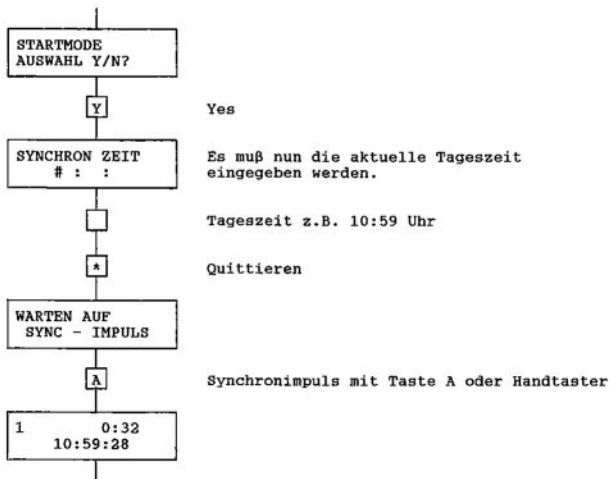 STARTMODE
AUSWAHL Y/N?
Y Yes
SYNCHRON ZEIT
# : :
Es muß nun die aktuelle Tageszeit
eingegeben werden.
Tageszeit z.B. 10:59 Uhr
* Quittieren
WARTEN AUF
SYNC - IMPULS
A Synchronimpuls mit Taste A oder Handtaster
1 0:32
10:59:28